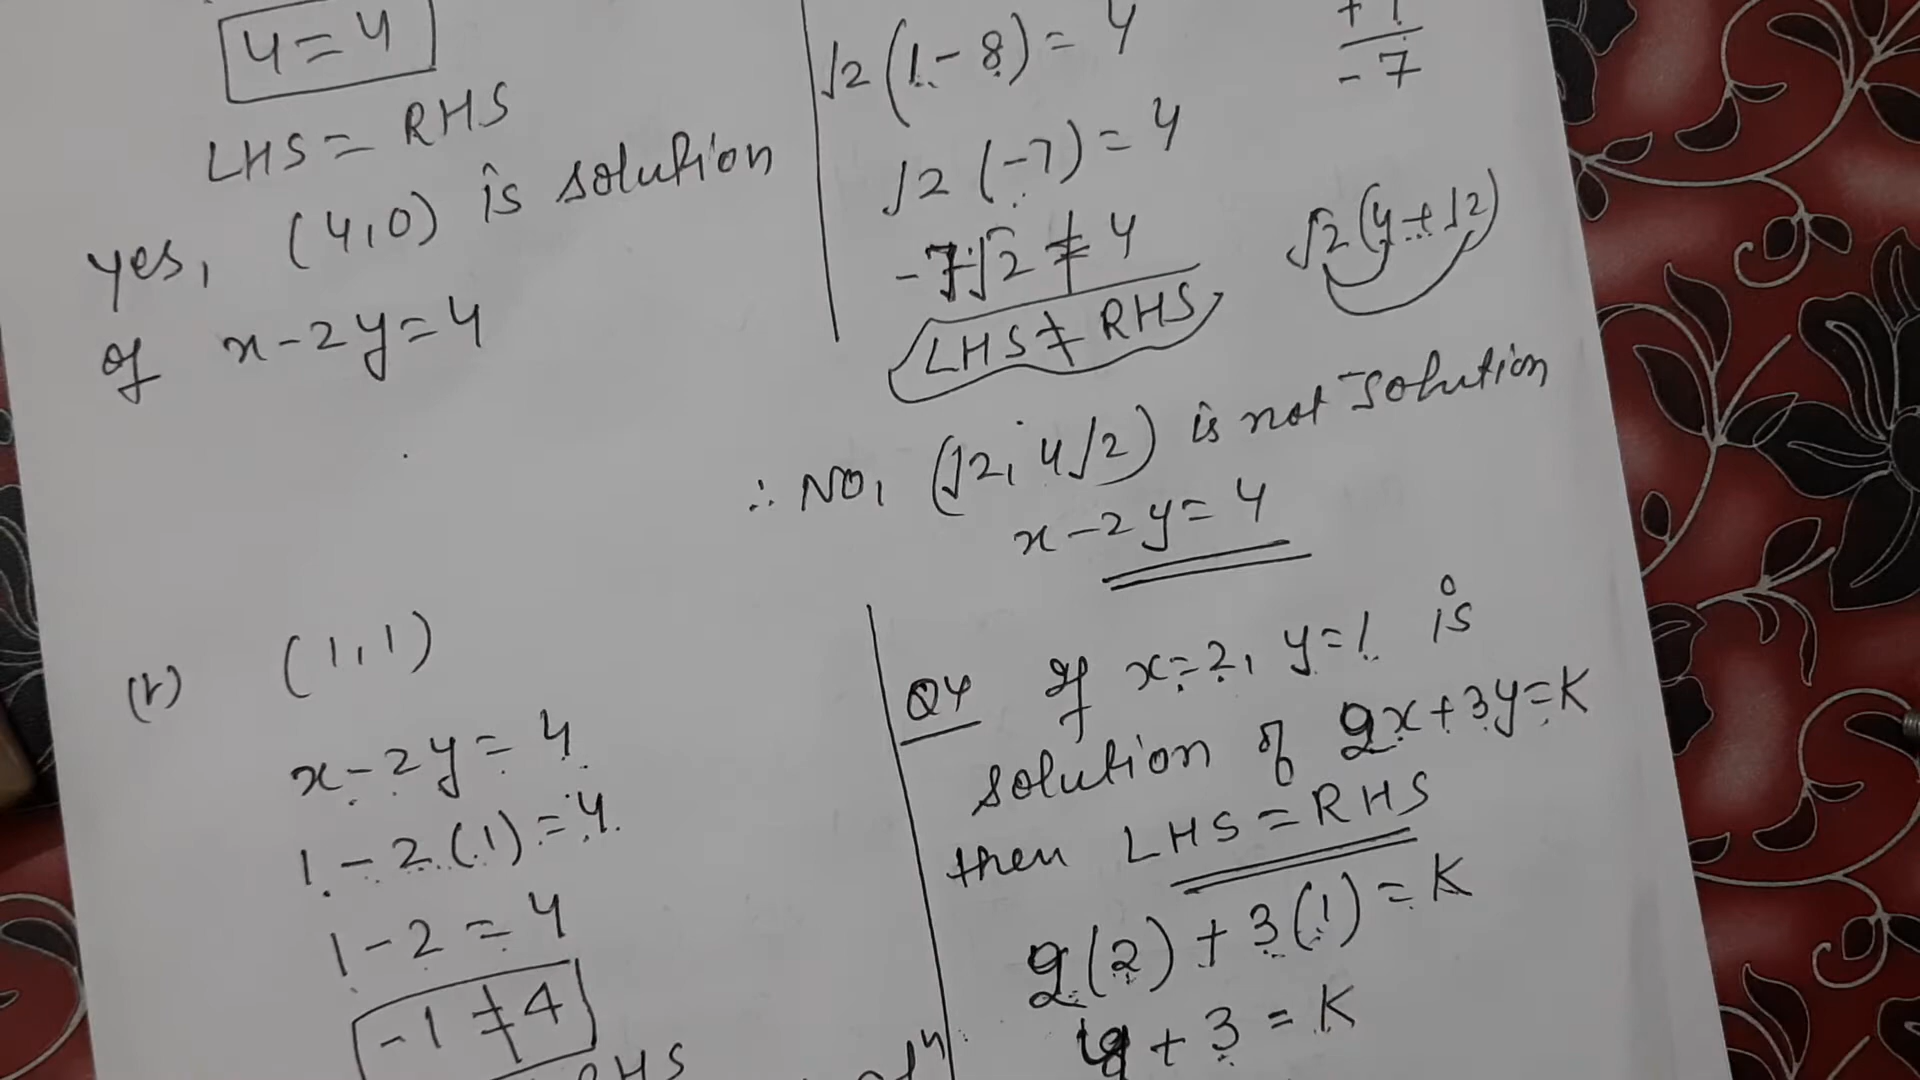 4=4
LHS = RHS
yes, (4,0) is solution
of x-2y=4
√2(1-8)=4
√2(-7)=4
-7√2≠4
LHS≠RHS
-7
√2(4+√2)
∴ NO, (√2, 4√2) is not solution
x-2y=4
(v) (1,1)
x-2y=4
1-2(1)=4
1-2=4
-1≠4
RHS
Q4 If x=2, y=1 is
solution of 2x+3y=K
then LHS=RHS
2(2)+3(1)=K
4+3=K